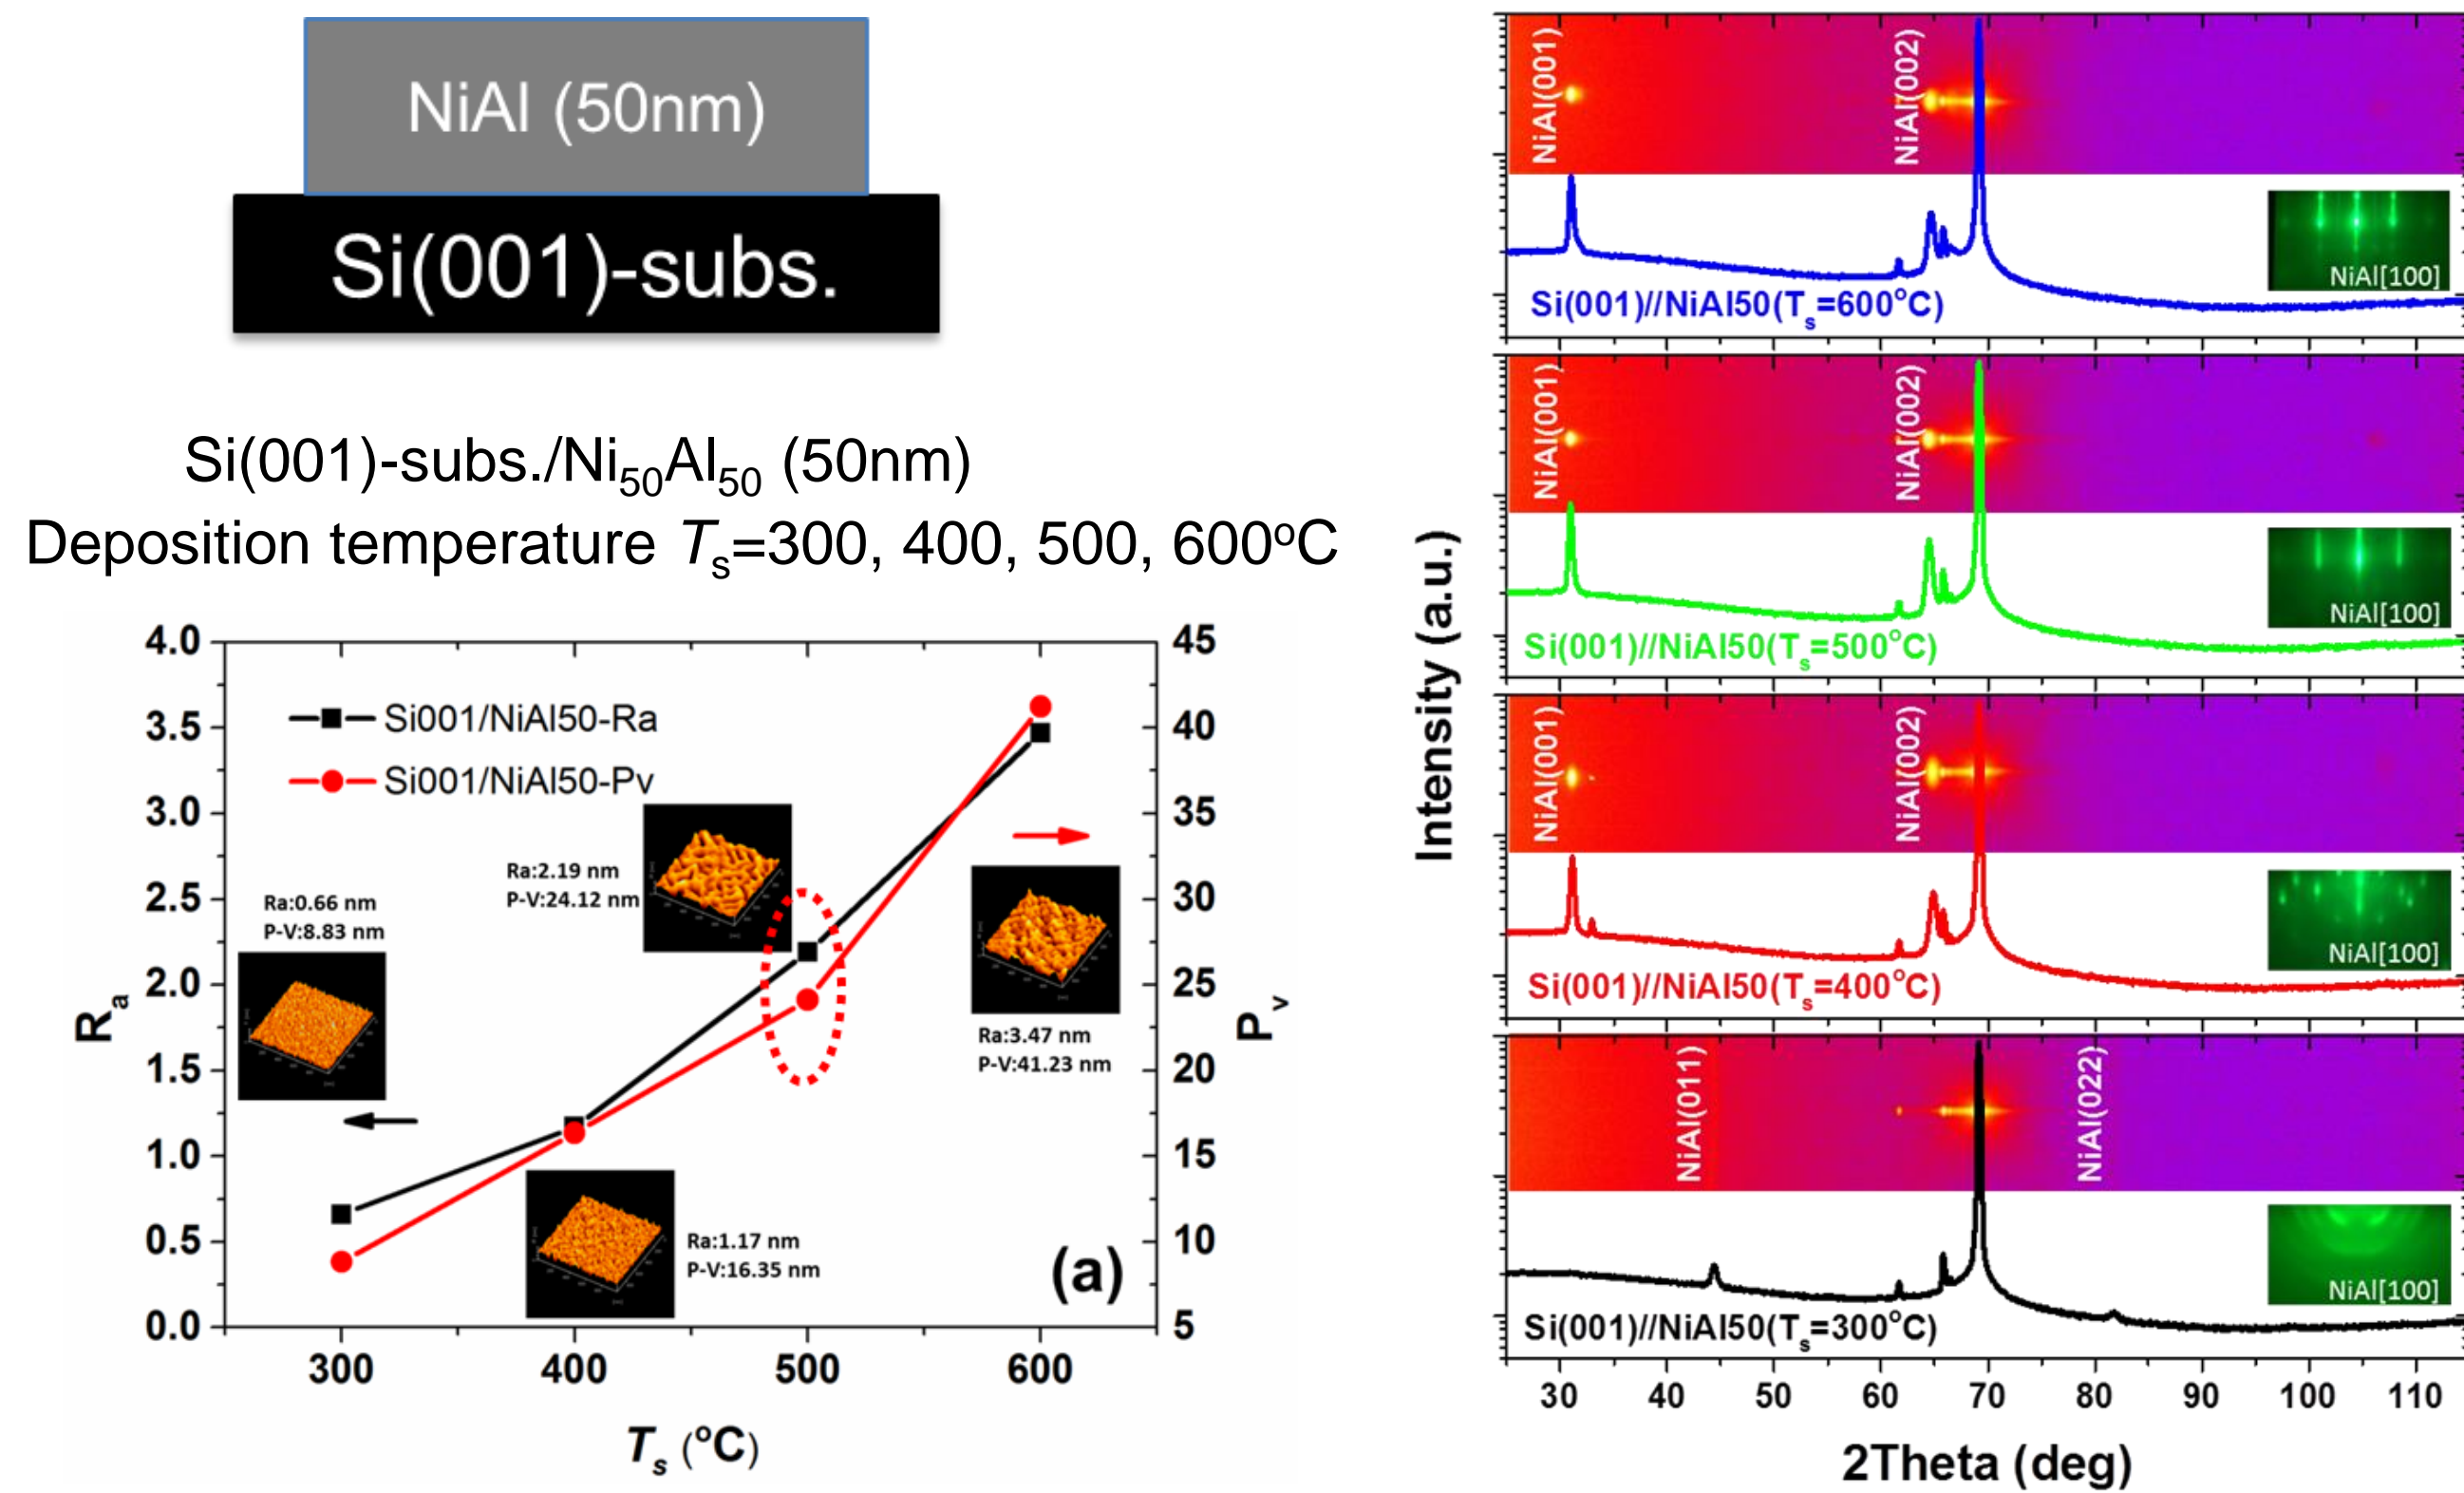 NiAl (50nm)
Si(001)-subs.
Si(001)-subs./Ni₅₀Al₅₀ (50nm)
Deposition temperature Tₛ=300, 400, 500, 600°C
4.0
3.5
3.0
2.5
2.0
1.5
1.0
0.5
0.0
Rₐ
45
40
35
30
25
20
15
10
5
Pᵥ
Si001/NiAl50-Ra
Si001/NiAl50-Pv
Ra:0.66 nm
P-V:8.83 nm
Ra:2.19 nm
P-V:24.12 nm
Ra:3.47 nm
P-V:41.23 nm
Ra:1.17 nm
P-V:16.35 nm
(a)
300 400 500 600
Tₛ (°C)
Intensity (a.u.)
NiAl(001)
NiAl(002)
NiAl[100]
Si(001)//NiAl50(Tₛ=600°C)
NiAl(001)
NiAl(002)
NiAl[100]
Si(001)//NiAl50(Tₛ=500°C)
NiAl(001)
NiAl(002)
NiAl[100]
Si(001)//NiAl50(Tₛ=400°C)
NiAl(011)
NiAl(022)
NiAl[100]
Si(001)//NiAl50(Tₛ=300°C)
30 40 50 60 70 80 90 100 110
2Theta (deg)